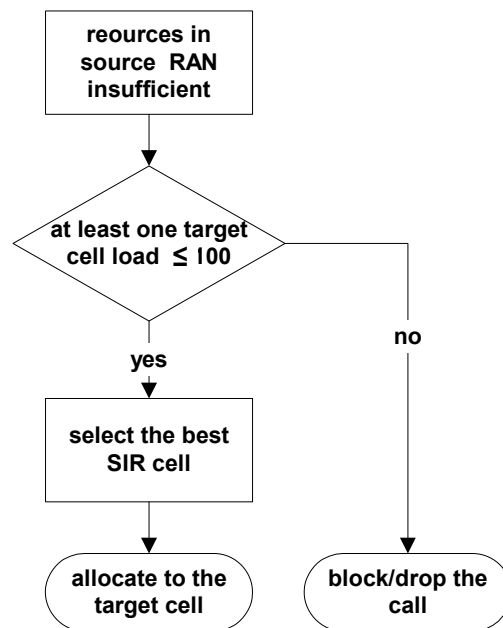 reources in
source RAN
insufficient
at least one target
cell load ≤ 100
yes
no
select the best
SIR cell
allocate to the
target cell
block/drop the
call